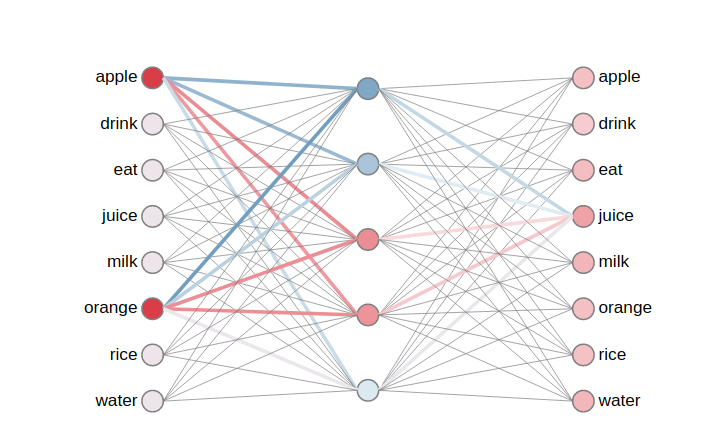 apple apple
drink drink
eat eat
juice juice
milk milk
orange orange
rice rice
water water